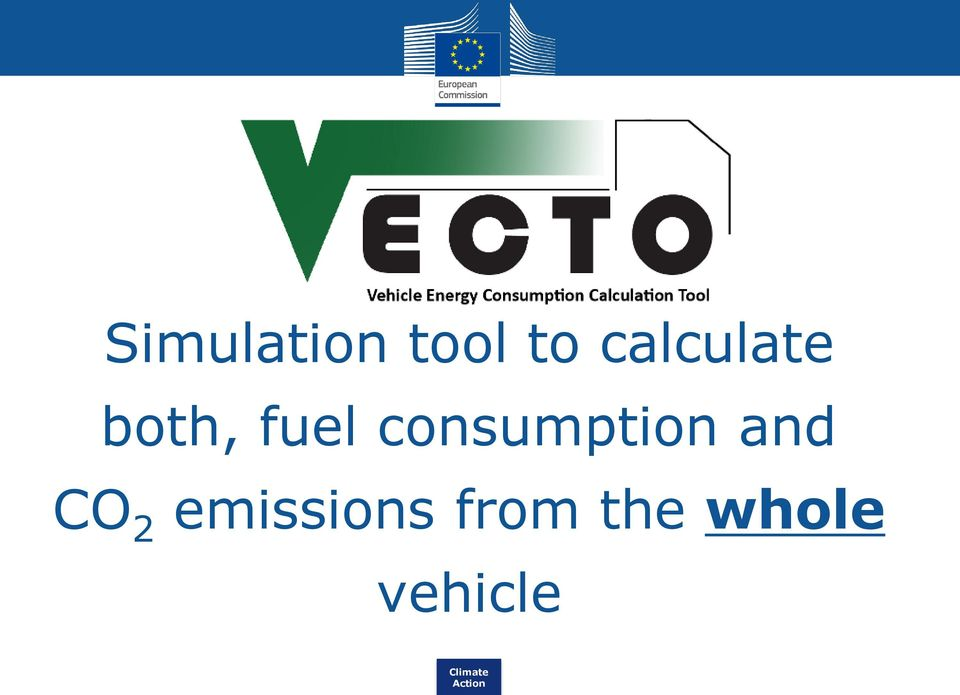 European
Commission
VECTO
Vehicle Energy Consumption Calculation Tool
Simulation tool to calculate
both, fuel consumption and
CO₂ emissions from the whole
vehicle
Climate
Action